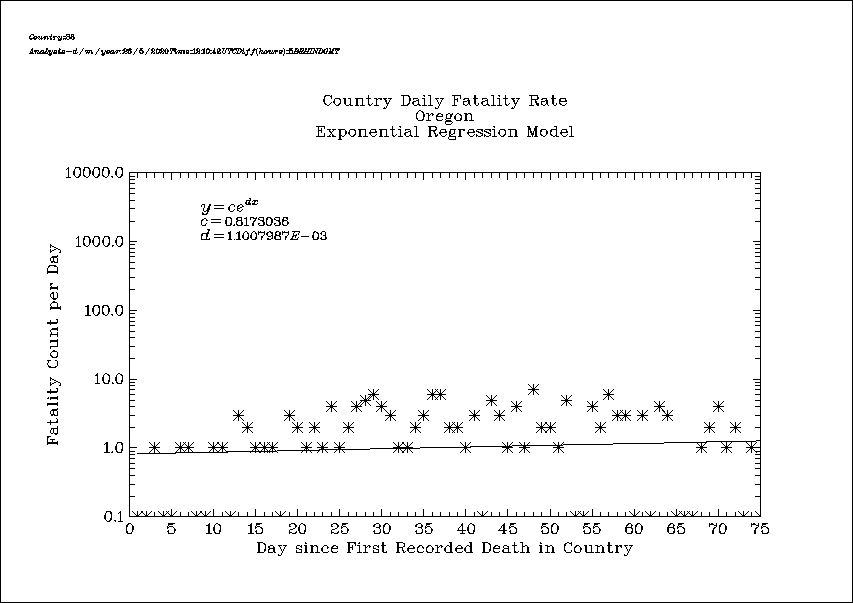 Country:38
Country Daily Fatality Rate
Oregon
Exponential Regression Model
10000.0
y=ce^dx
c=0.8173036
d=1.1007987E-03
1000.0
100.0
10.0
1.0
0.1
Fatality Count per Day
0 5 10 15 20 25 30 35 40 45 50 55 60 65 70 75
Day since First Recorded Death in Country